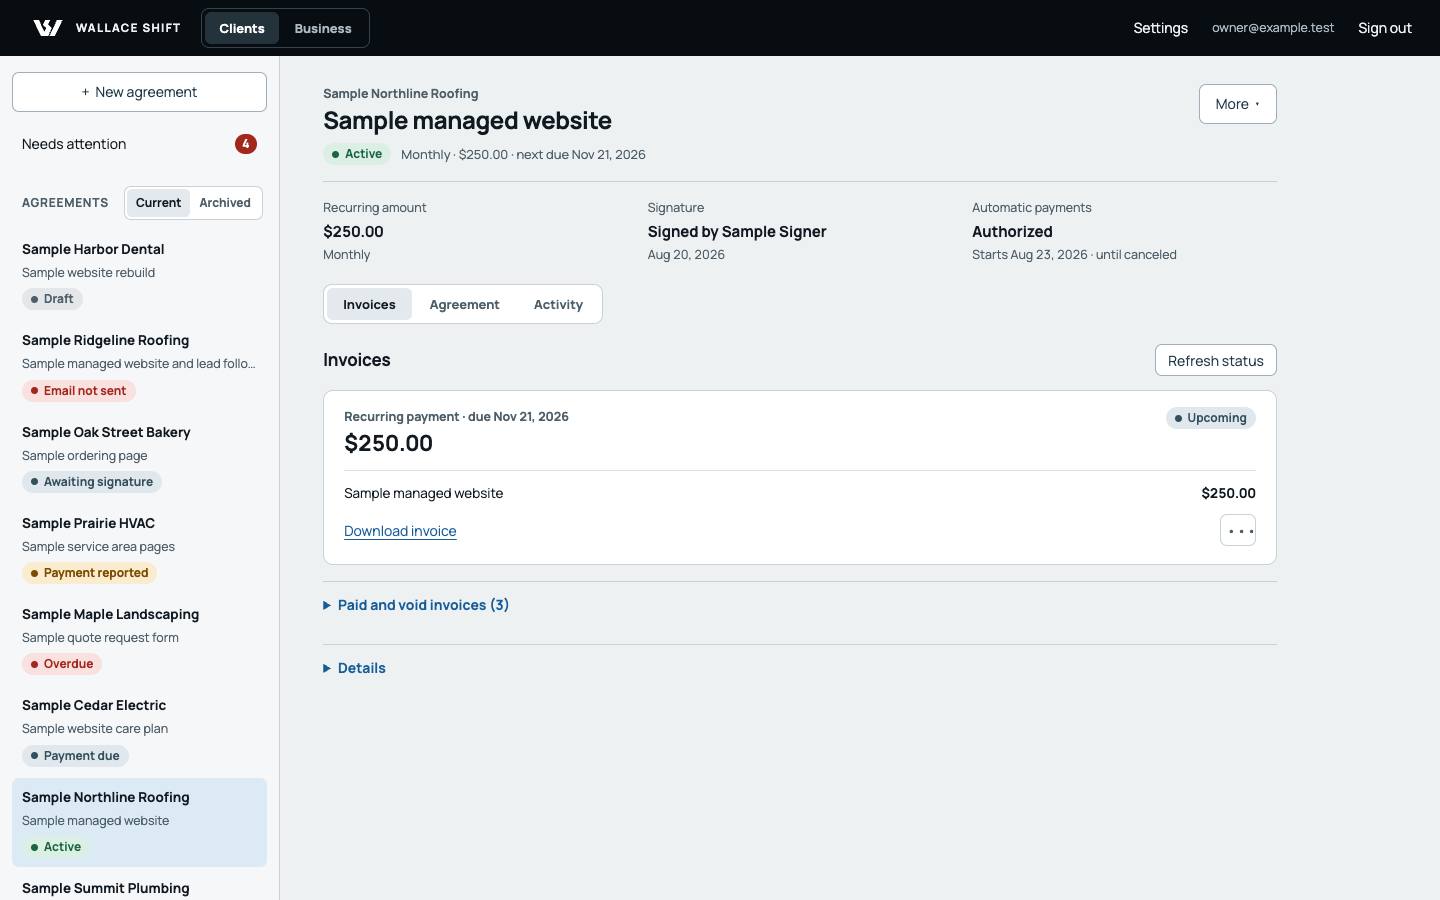 WALLACE SHIFT
Clients
Business
Settings
owner@example.test
Sign out
+ New agreement
Needs attention
4
AGREEMENTS
Current
Archived
Sample Harbor Dental
Sample website rebuild
Draft
Sample Ridgeline Roofing
Sample managed website and lead follo...
Email not sent
Sample Oak Street Bakery
Sample ordering page
Awaiting signature
Sample Prairie HVAC
Sample service area pages
Payment reported
Sample Maple Landscaping
Sample quote request form
Overdue
Sample Cedar Electric
Sample website care plan
Payment due
Sample Northline Roofing
Sample managed website
Active
Sample Summit Plumbing
Sample Northline Roofing
Sample managed website
Active
Monthly · $250.00 · next due Nov 21, 2026
More
Recurring amount
$250.00
Monthly
Signature
Signed by Sample Signer
Aug 20, 2026
Automatic payments
Authorized
Starts Aug 23, 2026 · until canceled
Invoices
Agreement
Activity
Invoices
Refresh status
Recurring payment · due Nov 21, 2026
$250.00
Upcoming
Sample managed website
$250.00
Download invoice
Paid and void invoices (3)
Details